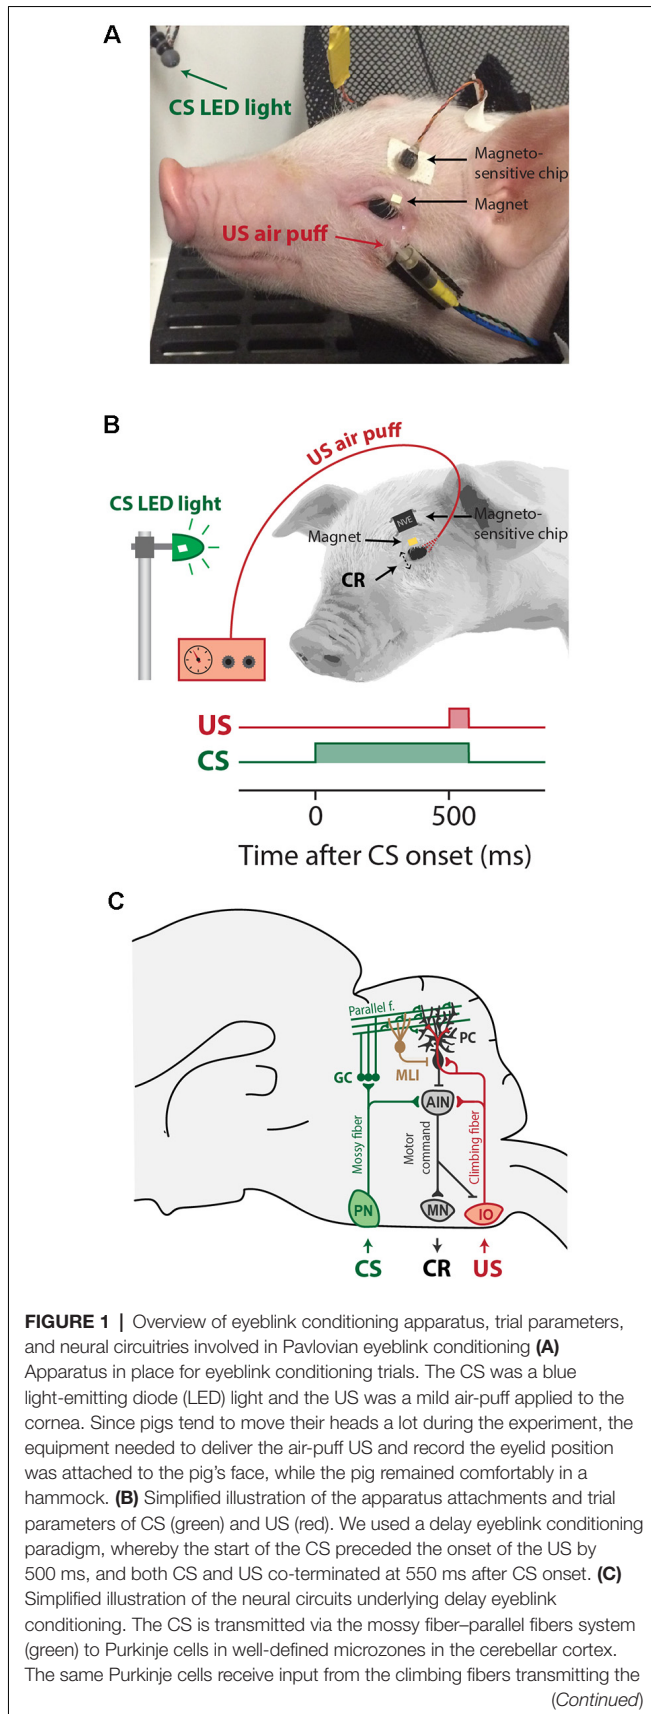 A
CS LED light
Magneto-
sensitive chip
Magnet
US air puff
B
US air puff
CS LED light
NVE
Magneto-
sensitive chip
Magnet
CR
US
CS
0
500
Time after CS onset (ms)
C
Parallel f.
PC
GC
MLI
AIN
Mossy fiber
Motor
command
Climbing fiber
PN
MN
IO
CS
CR
US
FIGURE 1 | Overview of eyeblink conditioning apparatus, trial parameters,
and neural circuitries involved in Pavlovian eyeblink conditioning (A)
Apparatus in place for eyeblink conditioning trials. The CS was a blue
light-emitting diode (LED) light and the US was a mild air-puff applied to the
cornea. Since pigs tend to move their heads a lot during the experiment, the
equipment needed to deliver the air-puff US and record the eyelid position
was attached to the pig's face, while the pig remained comfortably in a
hammock. (B) Simplified illustration of the apparatus attachments and trial
parameters of CS (green) and US (red). We used a delay eyeblink conditioning
paradigm, whereby the start of the CS preceded the onset of the US by
500 ms, and both CS and US co-terminated at 550 ms after CS onset. (C)
Simplified illustration of the neural circuits underlying delay eyeblink
conditioning. The CS is transmitted via the mossy fiber–parallel fibers system
(green) to Purkinje cells in well-defined microzones in the cerebellar cortex.
The same Purkinje cells receive input from the climbing fibers transmitting the
(Continued)